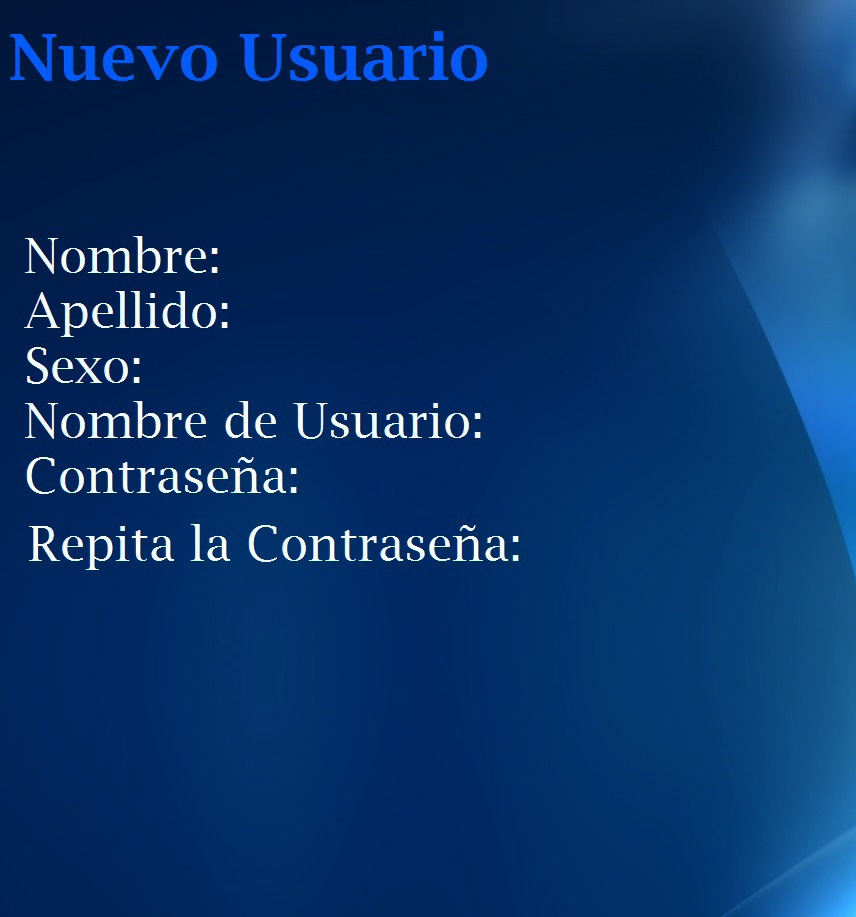 Nuevo Usuario
Nombre:
Apellido:
Sexo:
Nombre de Usuario:
Contraseña:
Repita la Contraseña: